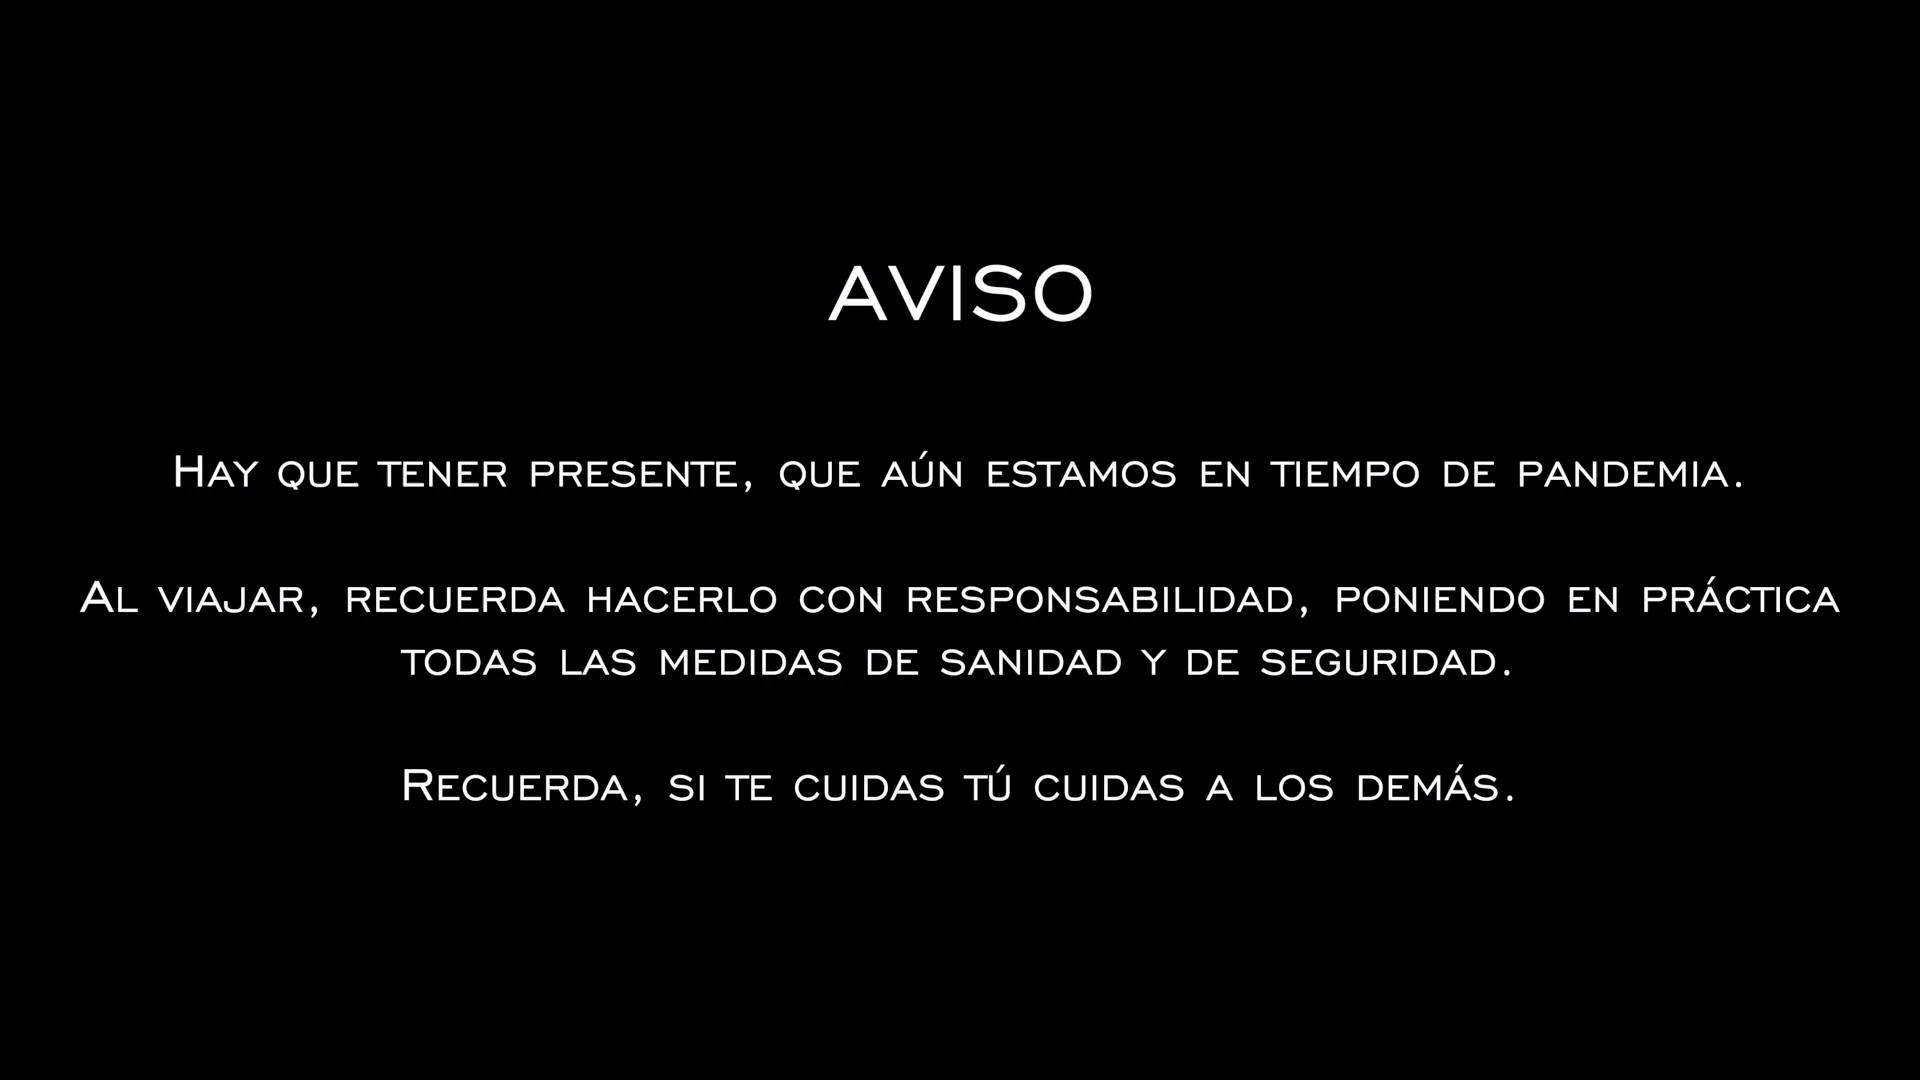 AVISO
Hay que tener presente, que aún estamos en tiempo de pandemia.
Al viajar, recuerda hacerlo con responsabilidad, poniendo en práctica
todas las medidas de sanidad y de seguridad.
Recuerda, si te cuidas tú cuidas a los demás.